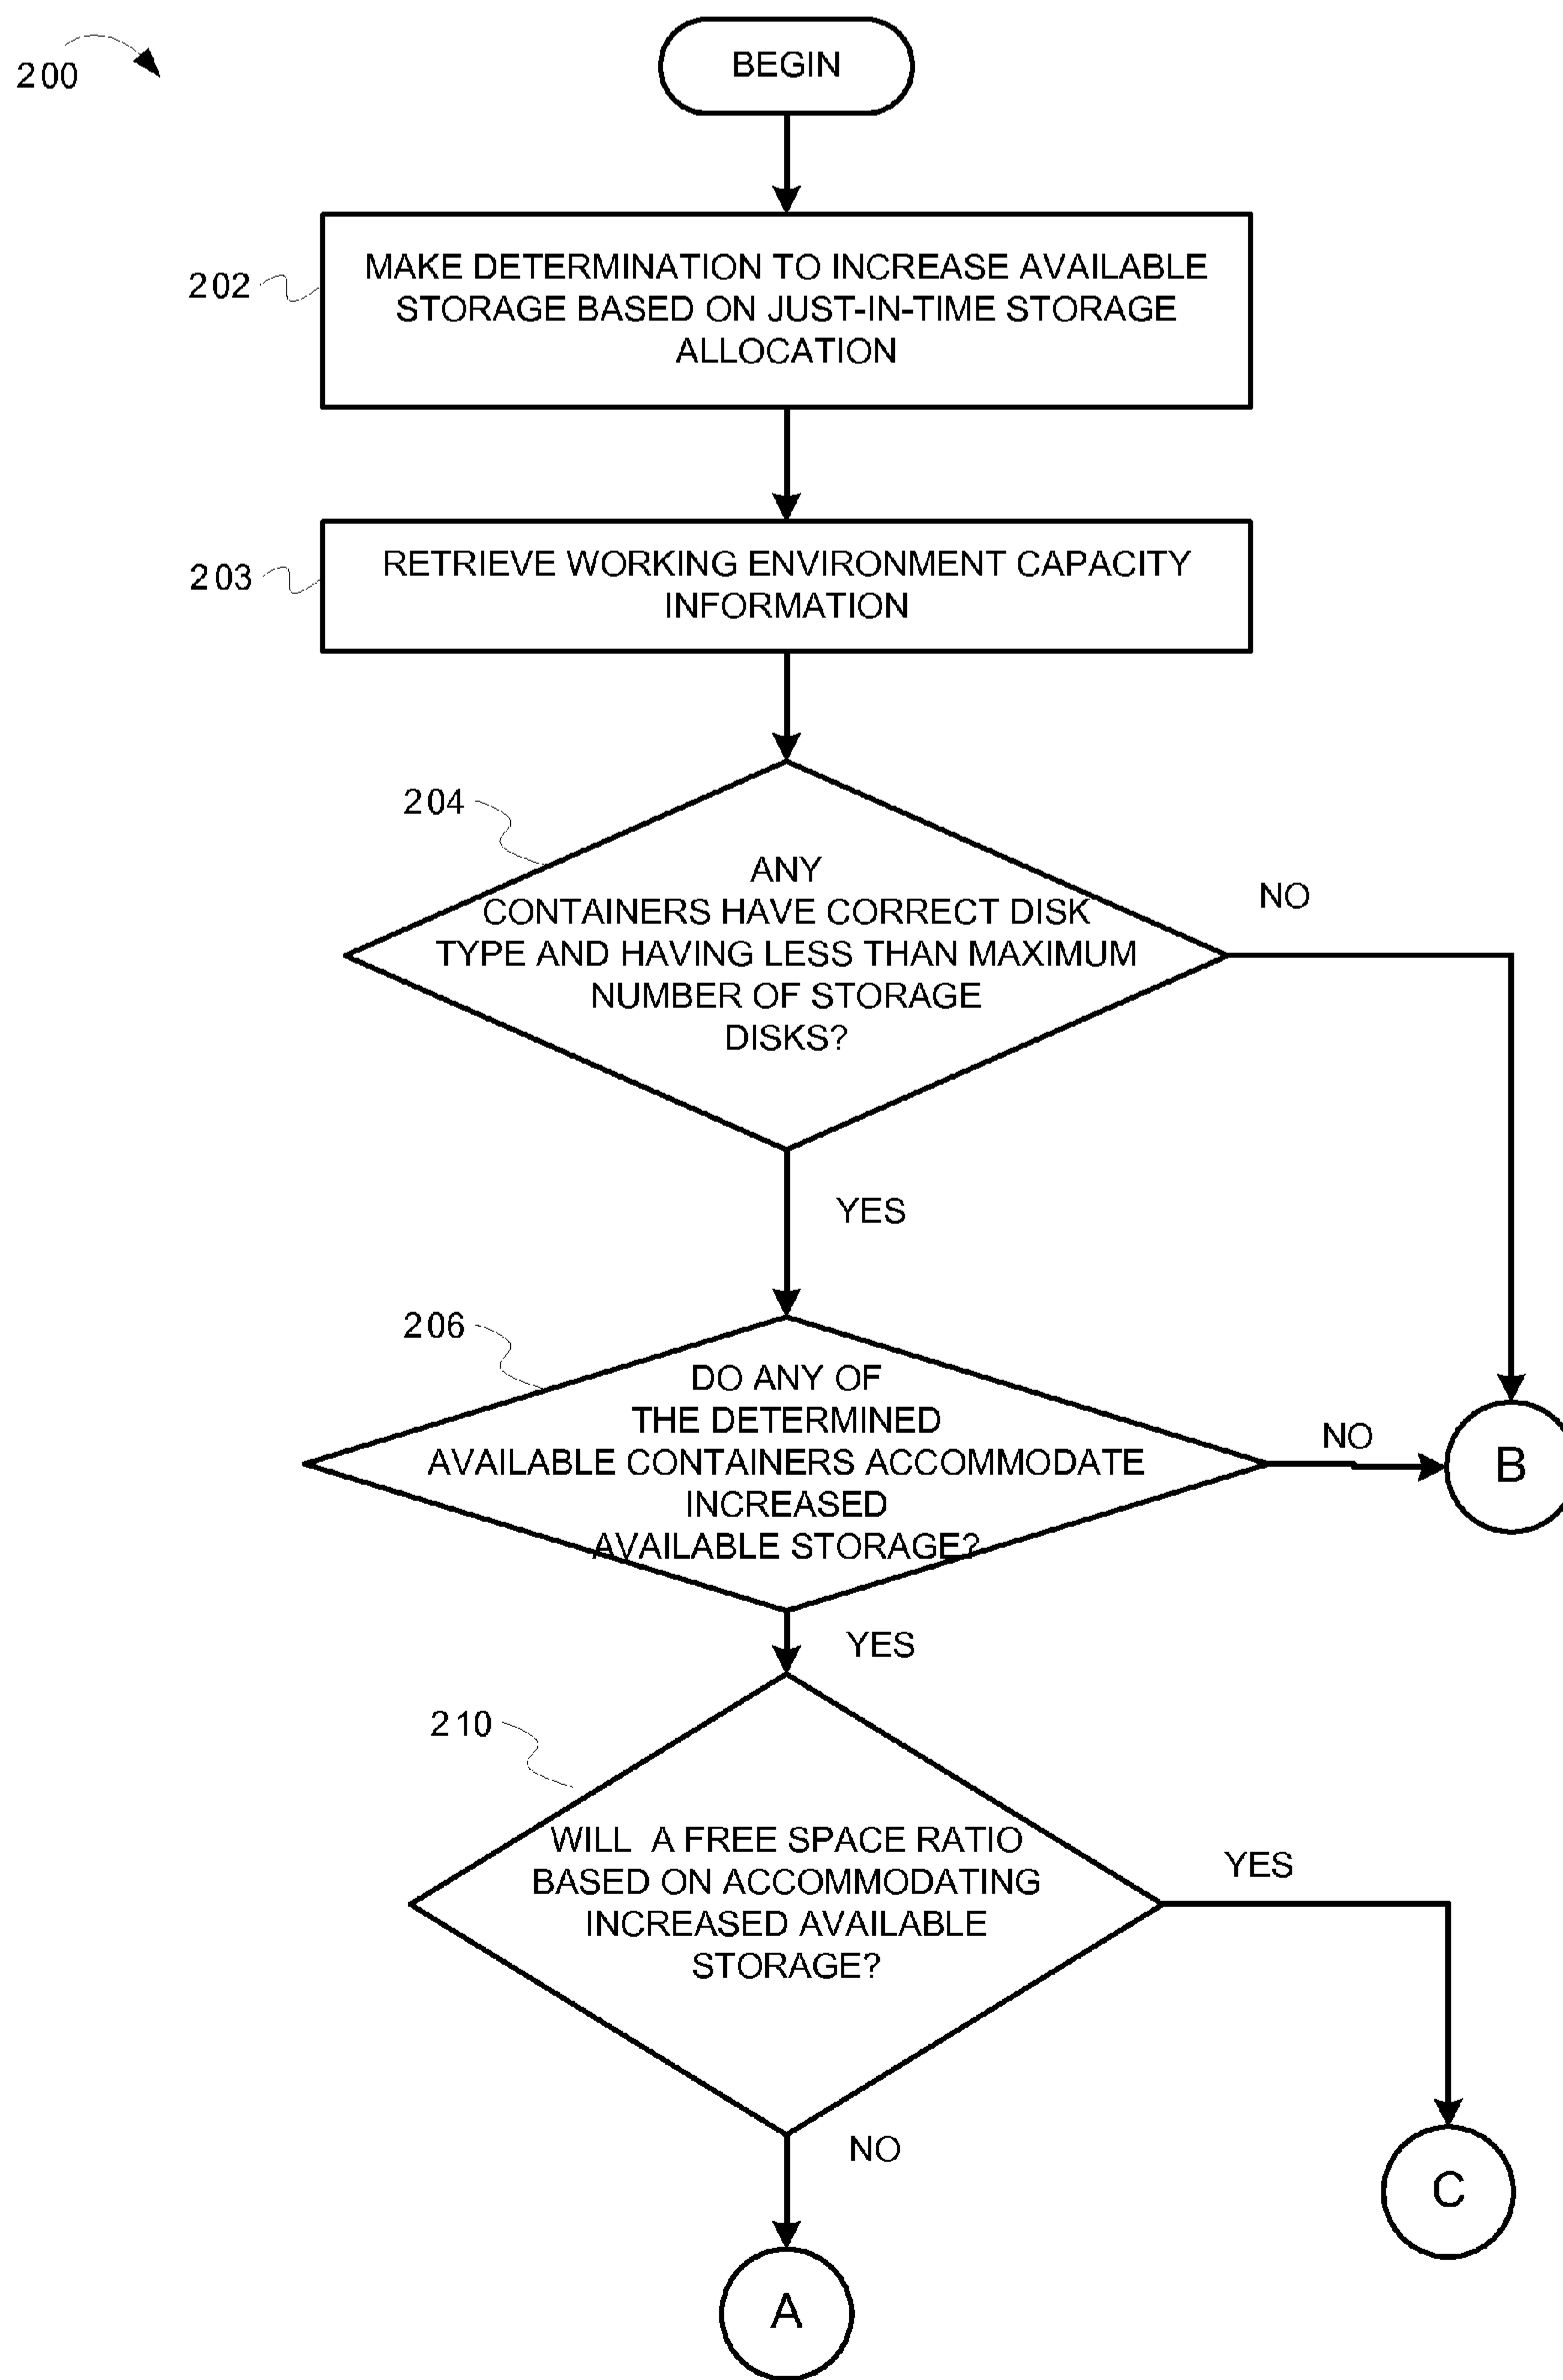 200
BEGIN
202
MAKE DETERMINATION TO INCREASE AVAILABLE
STORAGE BASED ON JUST-IN-TIME STORAGE
ALLOCATION
203
RETRIEVE WORKING ENVIRONMENT CAPACITY
INFORMATION
204
ANY
CONTAINERS HAVE CORRECT DISK
TYPE AND HAVING LESS THAN MAXIMUM
NUMBER OF STORAGE
DISKS?
NO
YES
206
DO ANY OF
THE DETERMINED
AVAILABLE CONTAINERS ACCOMMODATE
INCREASED
AVAILABLE STORAGE?
NO
B
YES
210
WILL A FREE SPACE RATIO
BASED ON ACCOMMODATING
INCREASED AVAILABLE
STORAGE?
YES
NO
C
A